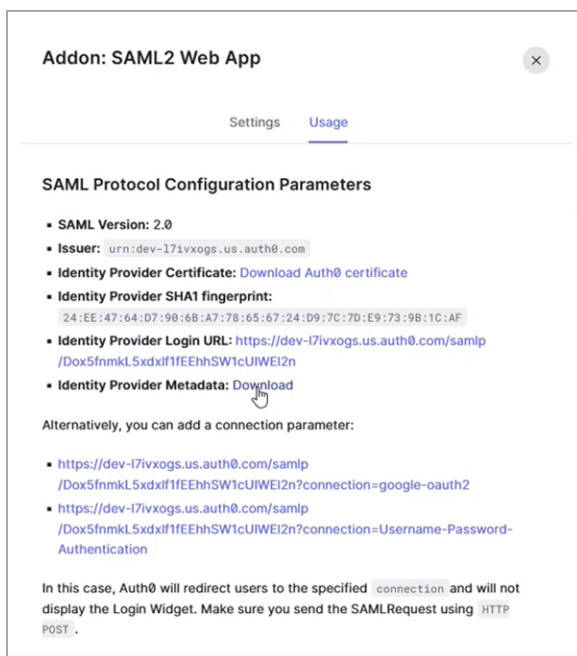 Addon: SAML2 Web App
Settings Usage
SAML Protocol Configuration Parameters
SAML Version: 2.0
Issuer: urn:dev-l7ivxogs.us.auth0.com
Identity Provider Certificate: Download Auth0 certificate
Identity Provider SHA1 fingerprint:
24:EE:47:64:D7:90:6B:A7:78:65:67:24:D9:7C:7D:E9:73:9B:1C:AF
Identity Provider Login URL: https://dev-l7ivxogs.us.auth0.com/samlp
/Dox5fnmkL5xdxlf1fEEhhSW1cUlWEI2n
Identity Provider Metadata: Download
Alternatively, you can add a connection parameter:
https://dev-l7ivxogs.us.auth0.com/samlp
/Dox5fnmkL5xdxlf1fEEhhSW1cUlWEI2n?connection=google-oauth2
https://dev-l7ivxogs.us.auth0.com/samlp
/Dox5fnmkL5xdxlf1fEEhhSW1cUlWEI2n?connection=Username-Password-
Authentication
In this case, Auth0 will redirect users to the specified connection and will not
display the Login Widget. Make sure you send the SAMLRequest using HTTP
POST .